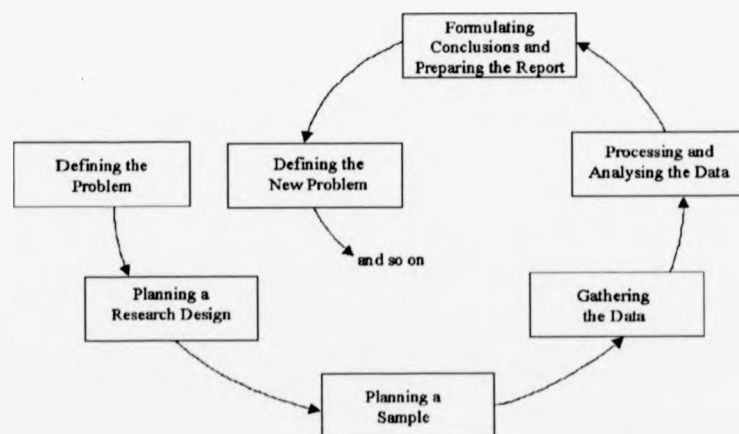 Defining the
Problem
Planning a
Research Design
Planning a
Sample
Gathering
the Data
Processing and
Analysing the Data
Formulating
Conclusions and
Preparing the Report
Defining the
New Problem
and so on